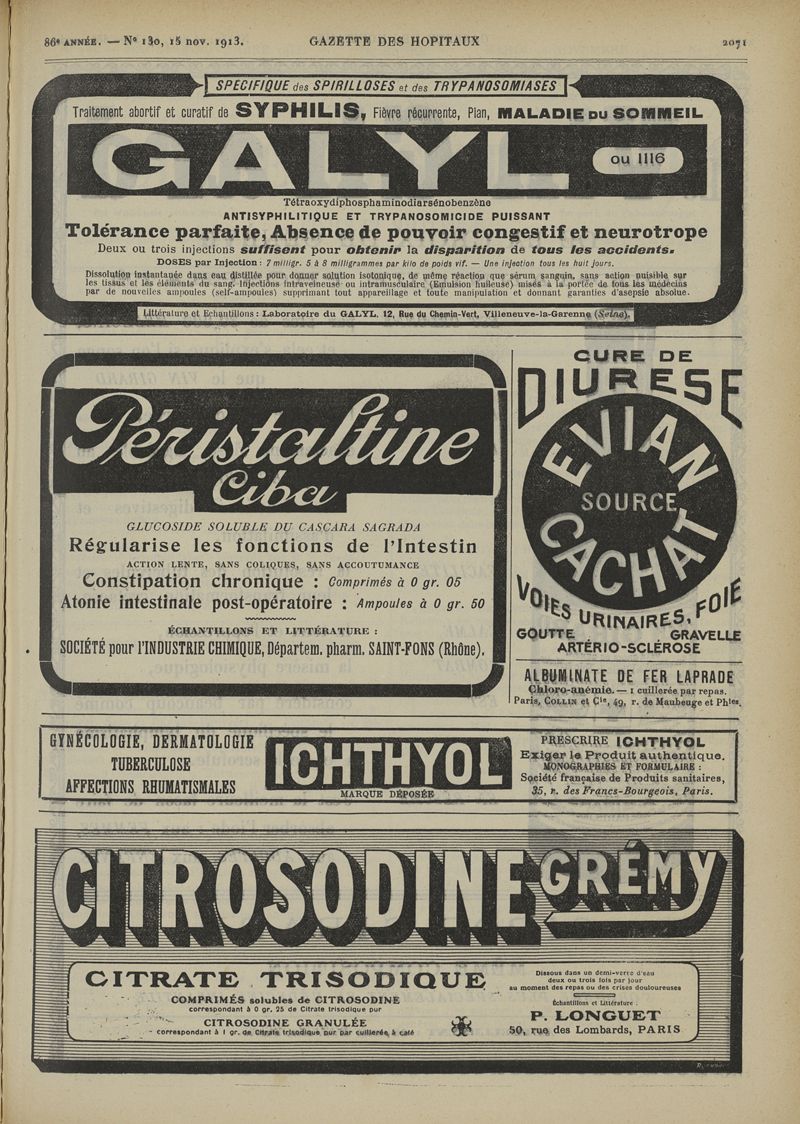 86e ANNÉE. — N° 130, 15 nov. 1913.
GAZETTE DES HOPITAUX
2071
SPÉCIFIQUE des SPIRILLOSES et des TRYPANOSOMIASES
Traitement abortif et curatif de SYPHILIS, Fièvre récurrente, Pian, MALADIE DU SOMMEIL
GALYL
ou 1116
Tétraoxydiphosphaminodiarsénobenzène
ANTISYPHILITIQUE ET TRYPANOSOMICIDE PUISSANT
Tolérance parfaite, Absence de pouvoir congestif et neurotrope
Deux ou trois injections suffisent pour obtenir la disparition de tous les accidents.
DOSES par Injection : 7 milligr. 5 à 8 milligrammes par kilo de poids vif. — Une injection tous les huit jours.
Dissolution instantanée dans eau distillée pour donner solution isotonique, de même réaction que sérum sanguin, sans action nuisible sur
les tissus et les éléments du sang. Injections intraveineuse ou intramusculaire (Emulsion huileuse) mises à la portée de tous les médecins
par de nouvelles ampoules (self-ampoules) supprimant tout appareillage et toute manipulation et donnant garanties d'asepsie absolue.
Littérature et Echantillons : Laboratoire du GALYL, 12, Rue du Chemin-Vert, Villeneuve-la-Garenne (Seine).
Péristaltine
Ciba
GLUCOSIDE SOLUBLE DU CASCARA SAGRADA
Régularise les fonctions de l'Intestin
ACTION LENTE, SANS COLIQUES, SANS ACCOUTUMANCE
Constipation chronique : Comprimés à 0 gr. 05
Atonie intestinale post-opératoire : Ampoules à 0 gr. 50
ÉCHANTILLONS ET LITTÉRATURE :
SOCIÉTÉ pour l'INDUSTRIE CHIMIQUE, Départem. pharm. SAINT-FONS (Rhône).
CURE DE
DIURESE
EVIAN
SOURCE
CACHAT
VOIES URINAIRES, FOIE
GOUTTE GRAVELLE
ARTÉRIO-SCLÉROSE
ALBUMINATE DE FER LAPRADE
Chloro-anémie. — 1 cuillerée par repas.
Paris, COLLIN et Cie, 49, r. de Maubeuge et Phies.
GYNÉCOLOGIE, DERMATOLOGIE
TUBERCULOSE
AFFECTIONS RHUMATISMALES
ICHTHYOL
MARQUE DÉPOSÉE
PRESCRIRE ICHTHYOL
Exiger le Produit authentique.
MONOGRAPHIES ET FORMULAIRE :
Société française de Produits sanitaires,
35, r. des Francs-Bourgeois, Paris.
CITROSODINE GRÉMY
CITRATE TRISODIQUE
COMPRIMÉS solubles de CITROSODINE
correspondant à 0 gr. 25 de Citrate trisodique pur
CITROSODINE GRANULÉE
correspondant à 1 gr. de Citrate trisodique pur par cuillerée à café
Dissous dans un demi-verre d'eau
deux ou trois fois par jour
au moment des repas ou des crises douloureuses
Échantillons et Littérature :
P. LONGUET
50, rue des Lombards, PARIS